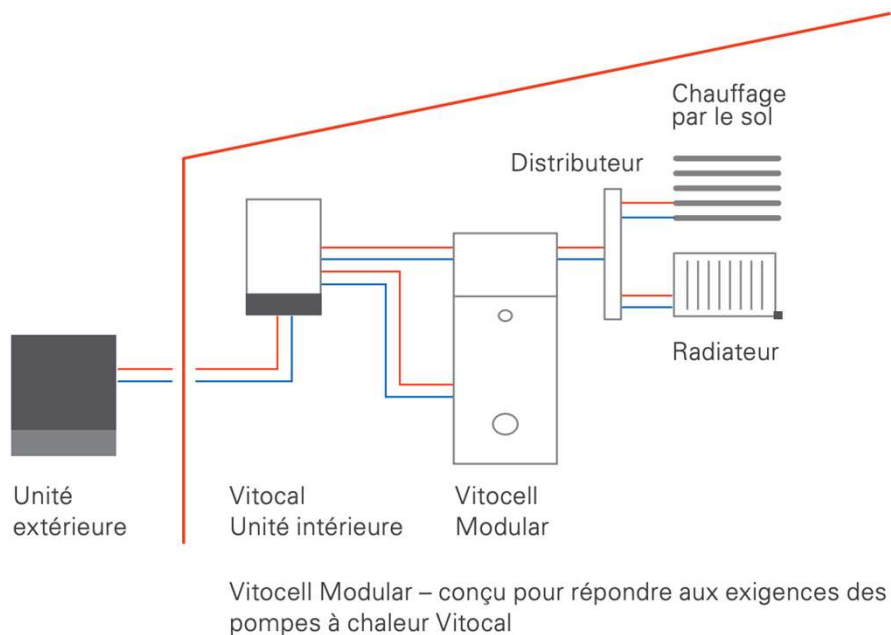 Chauffage
par le sol
Distributeur
Radiateur
Unité
extérieure
Vitocal
Unité intérieure
Vitocell
Modular
Vitocell Modular – conçu pour répondre aux exigences des
pompes à chaleur Vitocal